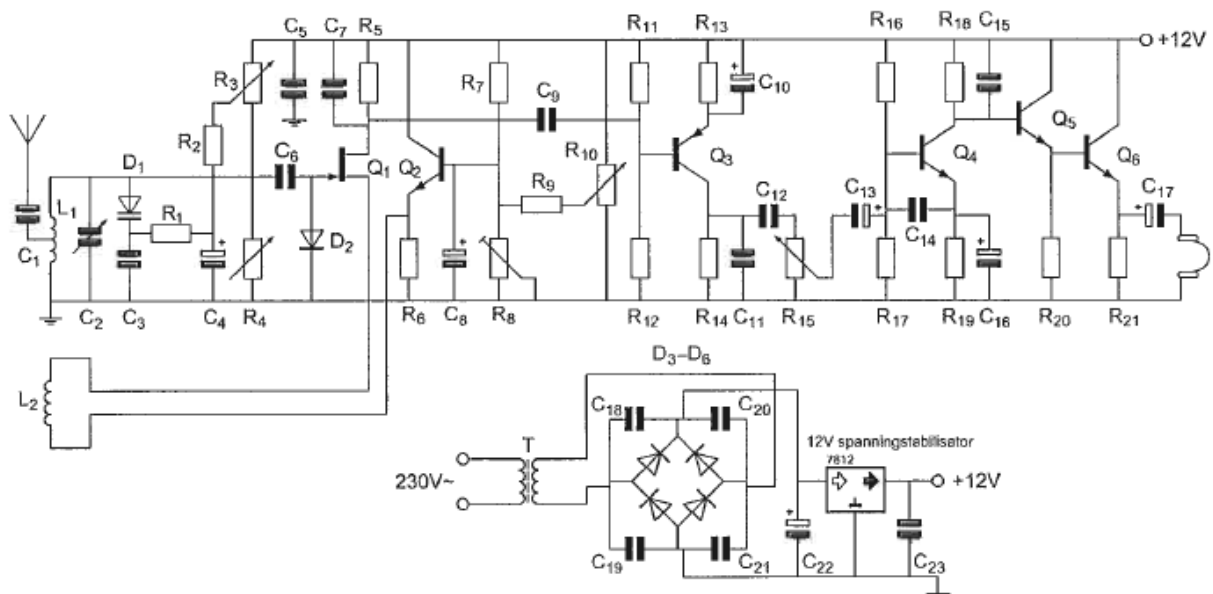 C5 C7 R5 R11 R13 R16 R18 C15
+12V
R3 R7 C9 + C10
R2 R10 Q5
D1 C6 Q1 Q2 Q3 Q4 Q6
L1 R1 R9 C12 C13 + C17 +
C1 + D2 + C14 +
C2 C3 C4 R4 R6 C8 R8 R12 R14 C11 R15 R17 R19 C16 R20 R21
D3–D6
L2
C18 C20
T 12V spanningstabilisator
7812
230V~ +12V
+
C19 C21 C22 C23